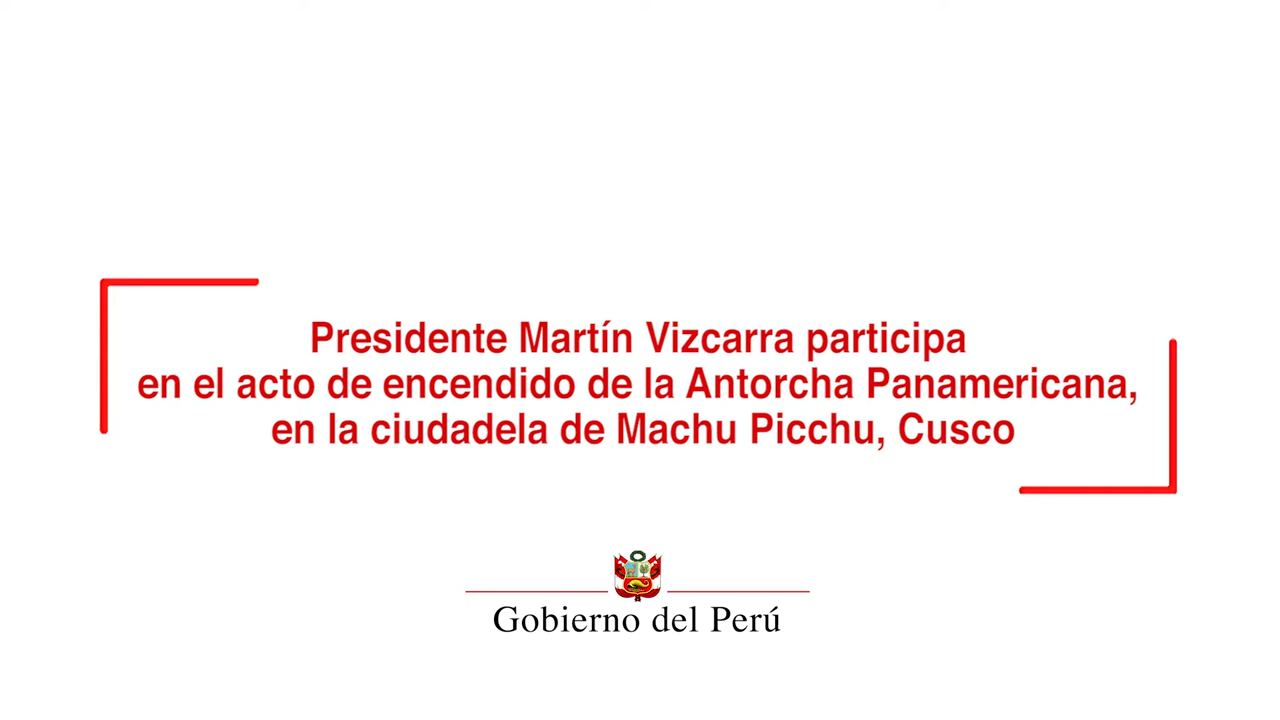 Presidente Martín Vizcarra participa
en el acto de encendido de la Antorcha Panamericana,
en la ciudadela de Machu Picchu, Cusco
Gobierno del Perú